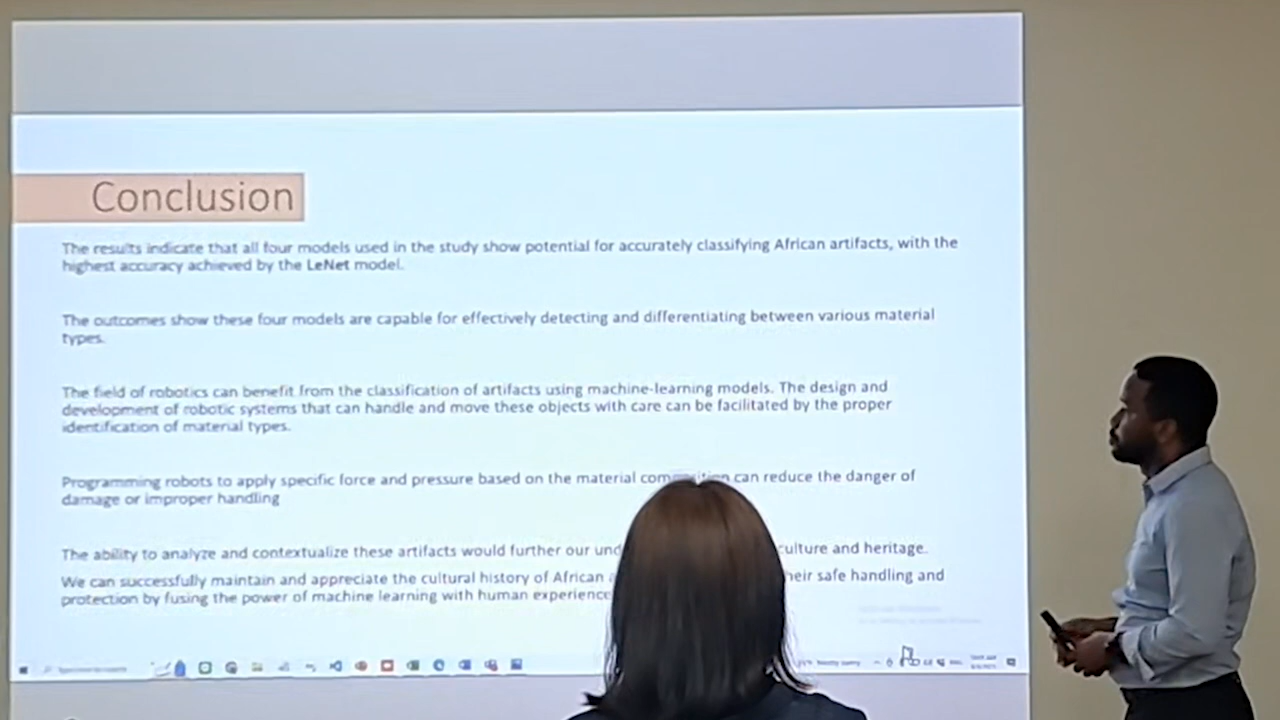 Conclusion
The results indicate that all four models used in the study show potential for accurately classifying African artifacts, with the
highest accuracy achieved by the LeNet model.
The outcomes show these four models are capable for effectively detecting and differentiating between various material
types.
The field of robotics can benefit from the classification of artifacts using machine-learning models. The design and
development of robotic systems that can handle and move these objects with care can be facilitated by the proper
identification of material types.
Programming robots to apply specific force and pressure based on the material composition can reduce the danger of
damage or improper handling
The ability to analyze and contextualize these artifacts would further our culture and heritage.
We can successfully maintain and appreciate the cultural history of African their safe handling and
protection by fusing the power of machine learning with human experience